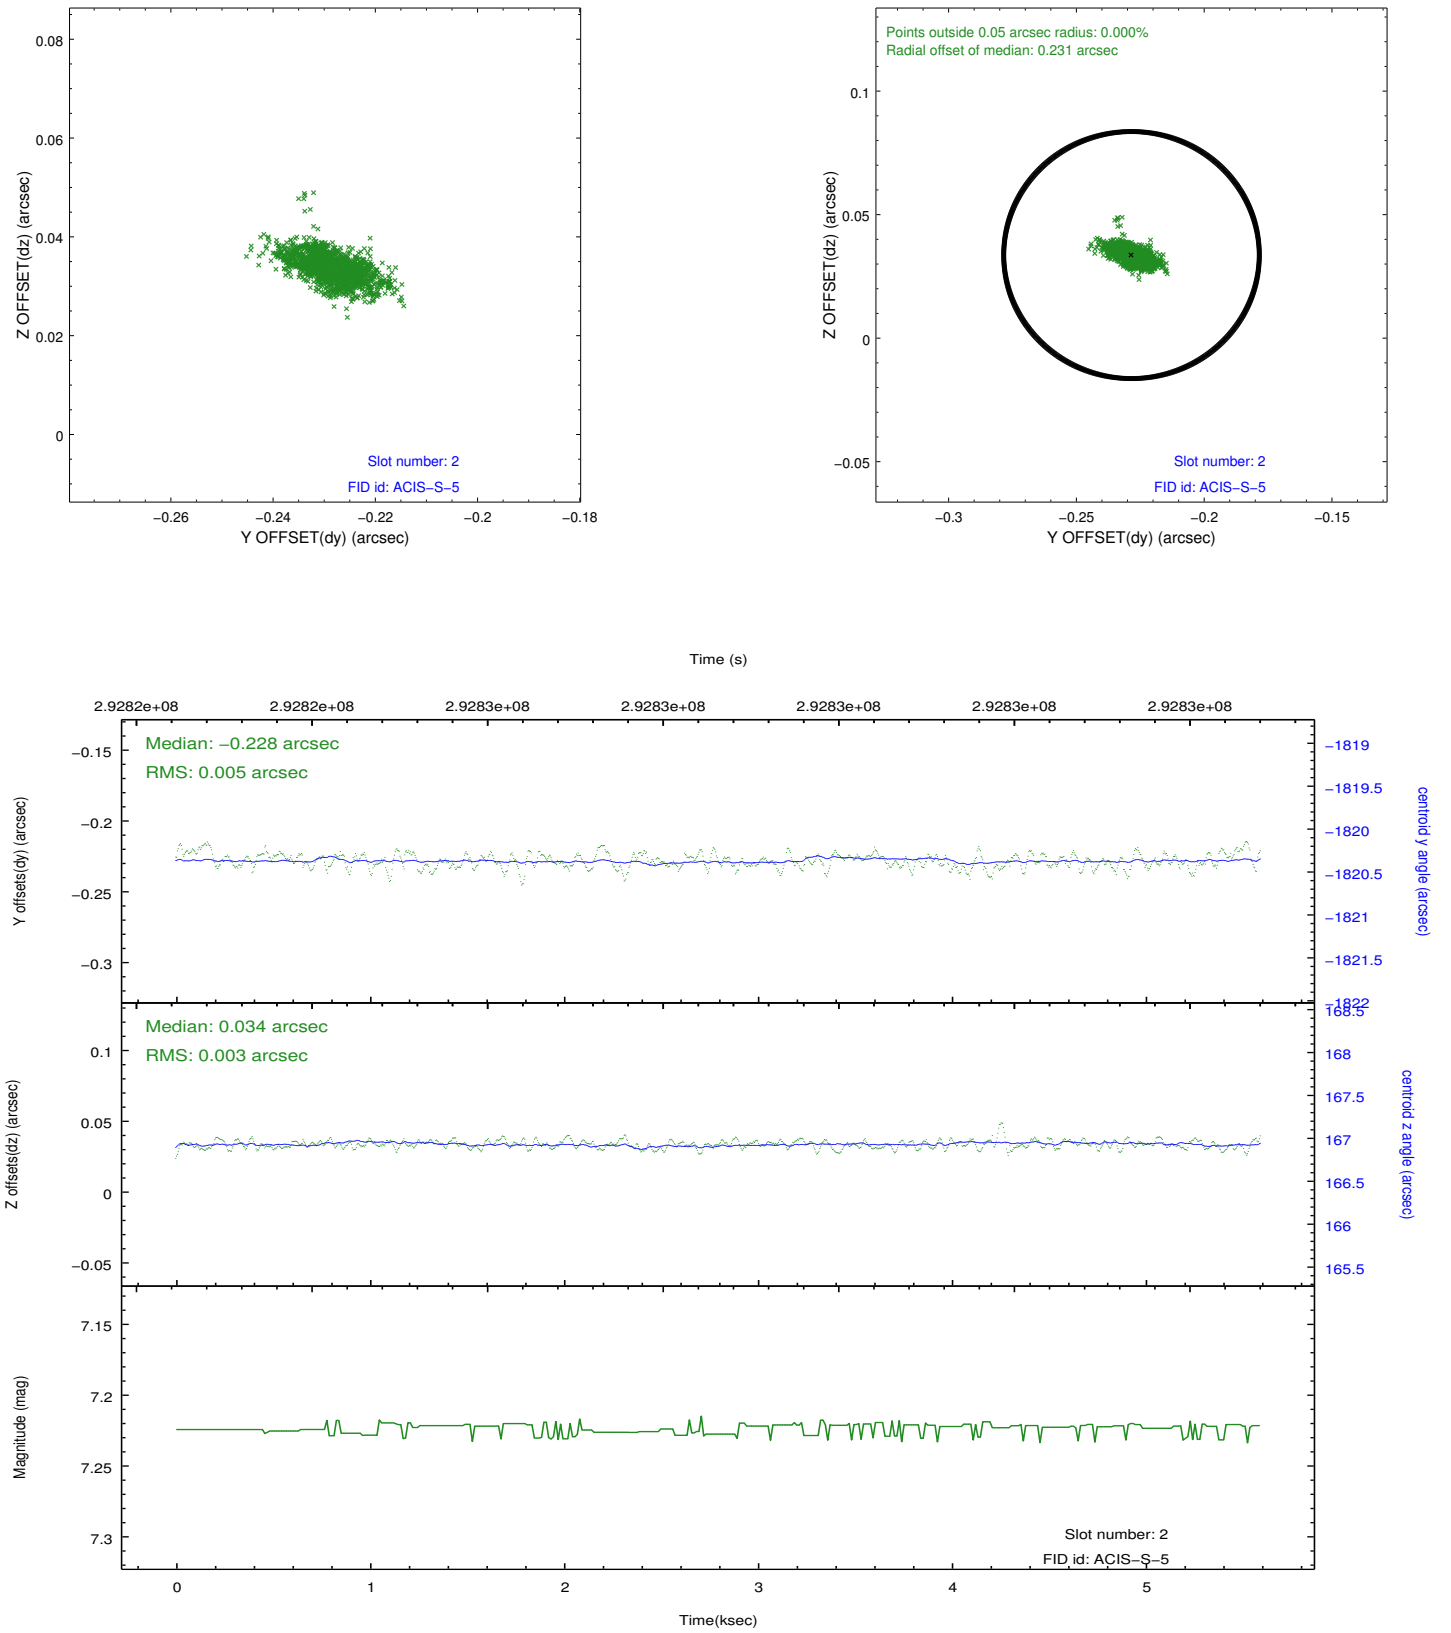 0.08
0.06
0.04
0.02
0
Z OFFSET(dz) (arcsec)
Slot number: 2
FID id: ACIS−S−5
−0.26
−0.24
−0.22
−0.2
−0.18
Y OFFSET(dy) (arcsec)
Points outside 0.05 arcsec radius: 0.000%
Radial offset of median: 0.231 arcsec
0.1
0.05
0
−0.05
Z OFFSET(dz) (arcsec)
Slot number: 2
FID id: ACIS−S−5
−0.3
−0.25
−0.2
−0.15
Y OFFSET(dy) (arcsec)
Time (s)
2.9282e+08
2.9282e+08
2.9283e+08
2.9283e+08
2.9283e+08
2.9283e+08
2.9283e+08
Median: −0.228 arcsec
RMS: 0.005 arcsec
−0.15
−0.2
−0.25
−0.3
Y offsets(dy) (arcsec)
−1819
−1819.5
−1820
−1820.5
−1821
−1821.5
−1822
centroid y angle (arcsec)
Median: 0.034 arcsec
RMS: 0.003 arcsec
0.1
0.05
0
−0.05
Z offsets(dz) (arcsec)
168.5
168
167.5
167
166.5
166
165.5
centroid z angle (arcsec)
7.15
7.2
7.25
7.3
Magnitude (mag)
Slot number: 2
FID id: ACIS−S−5
0
1
2
3
4
5
Time(ksec)